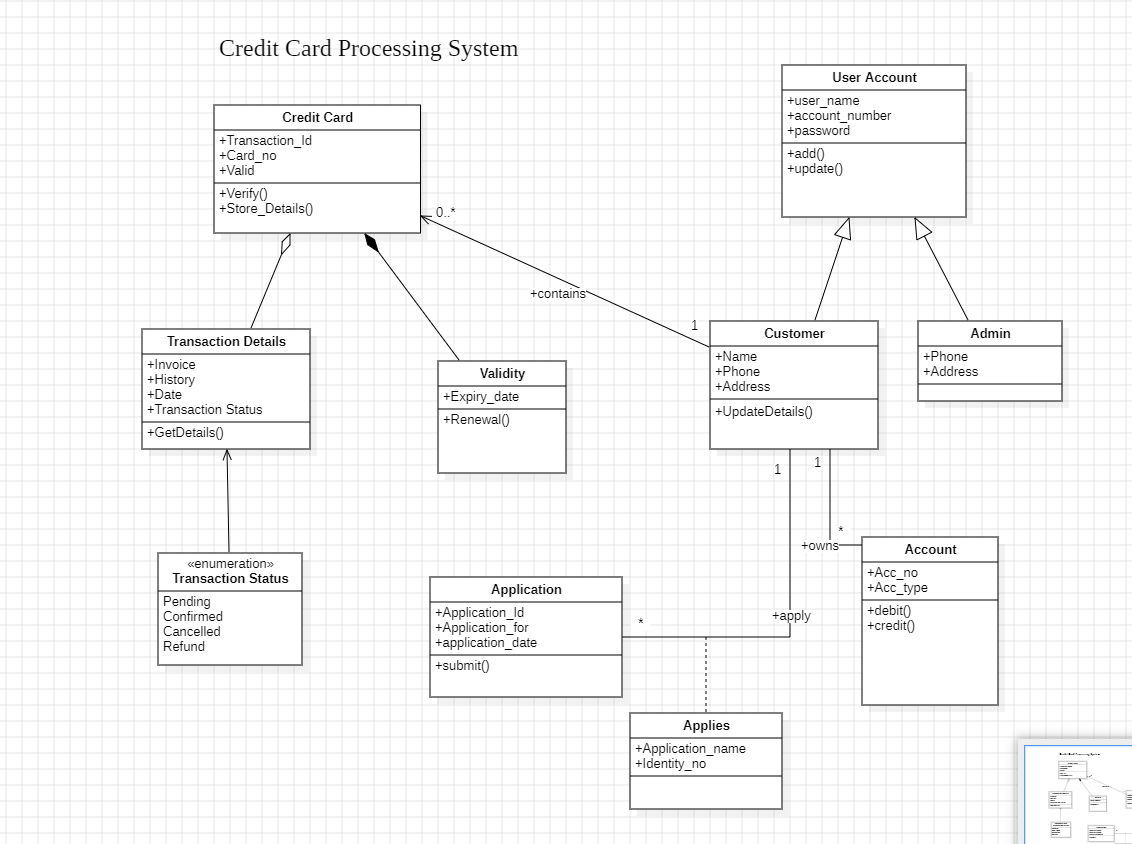 Credit Card Processing System
User Account
+user_name
+account_number
+password
+add()
+update()
Credit Card
+Transaction_Id
+Card_no
+Valid
+Verify()
+Store_Details()
0..*
+contains
1
Transaction Details
+Invoice
+History
+Date
+Transaction Status
+GetDetails()
Validity
+Expiry_date
+Renewal()
Customer
+Name
+Phone
+Address
+UpdateDetails()
Admin
+Phone
+Address
1
1
*
+owns
«enumeration»
Transaction Status
Pending
Confirmed
Cancelled
Refund
Application
+Application_Id
+Application_for
+application_date
+submit()
*
+apply
Account
+Acc_no
+Acc_type
+debit()
+credit()
Applies
+Application_name
+Identity_no